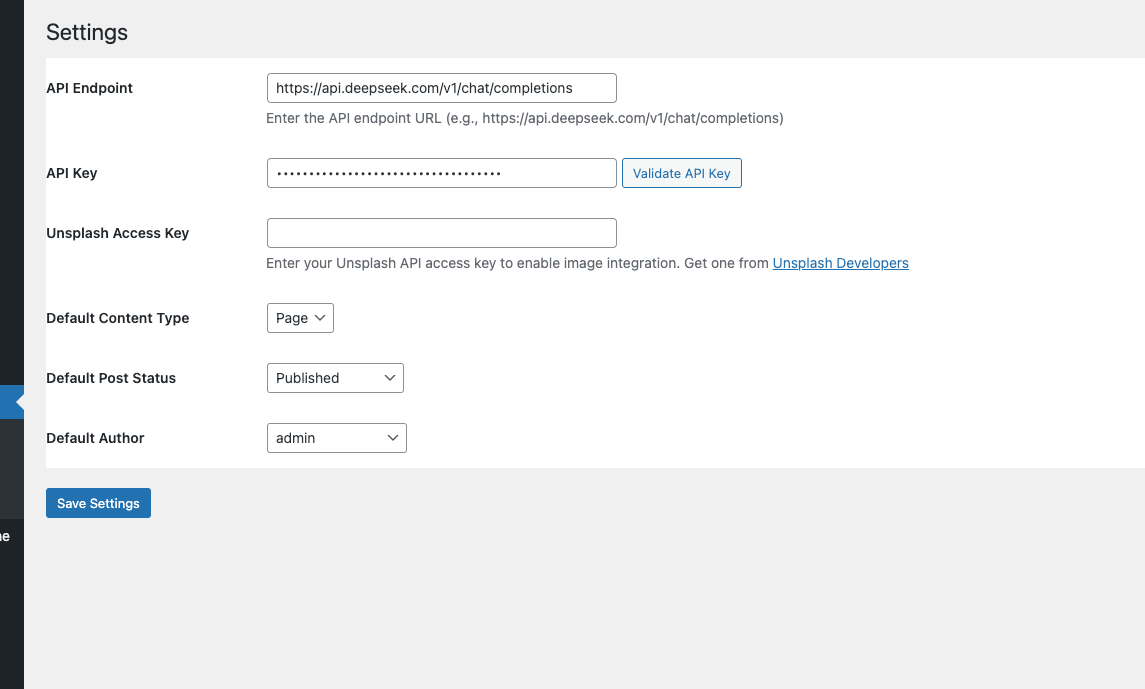 Settings
API Endpoint
https://api.deepseek.com/v1/chat/completions
Enter the API endpoint URL (e.g., https://api.deepseek.com/v1/chat/completions)
API Key
•••••••••••••••••••••••••••••••••••
Validate API Key
Unsplash Access Key
Enter your Unsplash API access key to enable image integration. Get one from Unsplash Developers
Default Content Type
Page
Default Post Status
Published
Default Author
admin
Save Settings